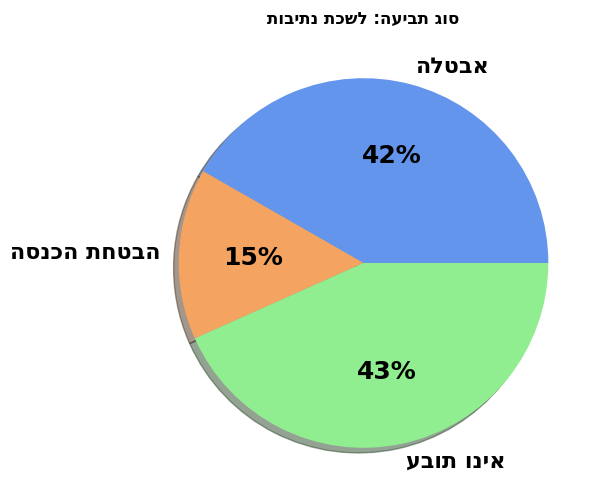 סוג תביעה: לשכת נתיבות
אבטלה
42%
הבטחת הכנסה
15%
43%
אינו תובע